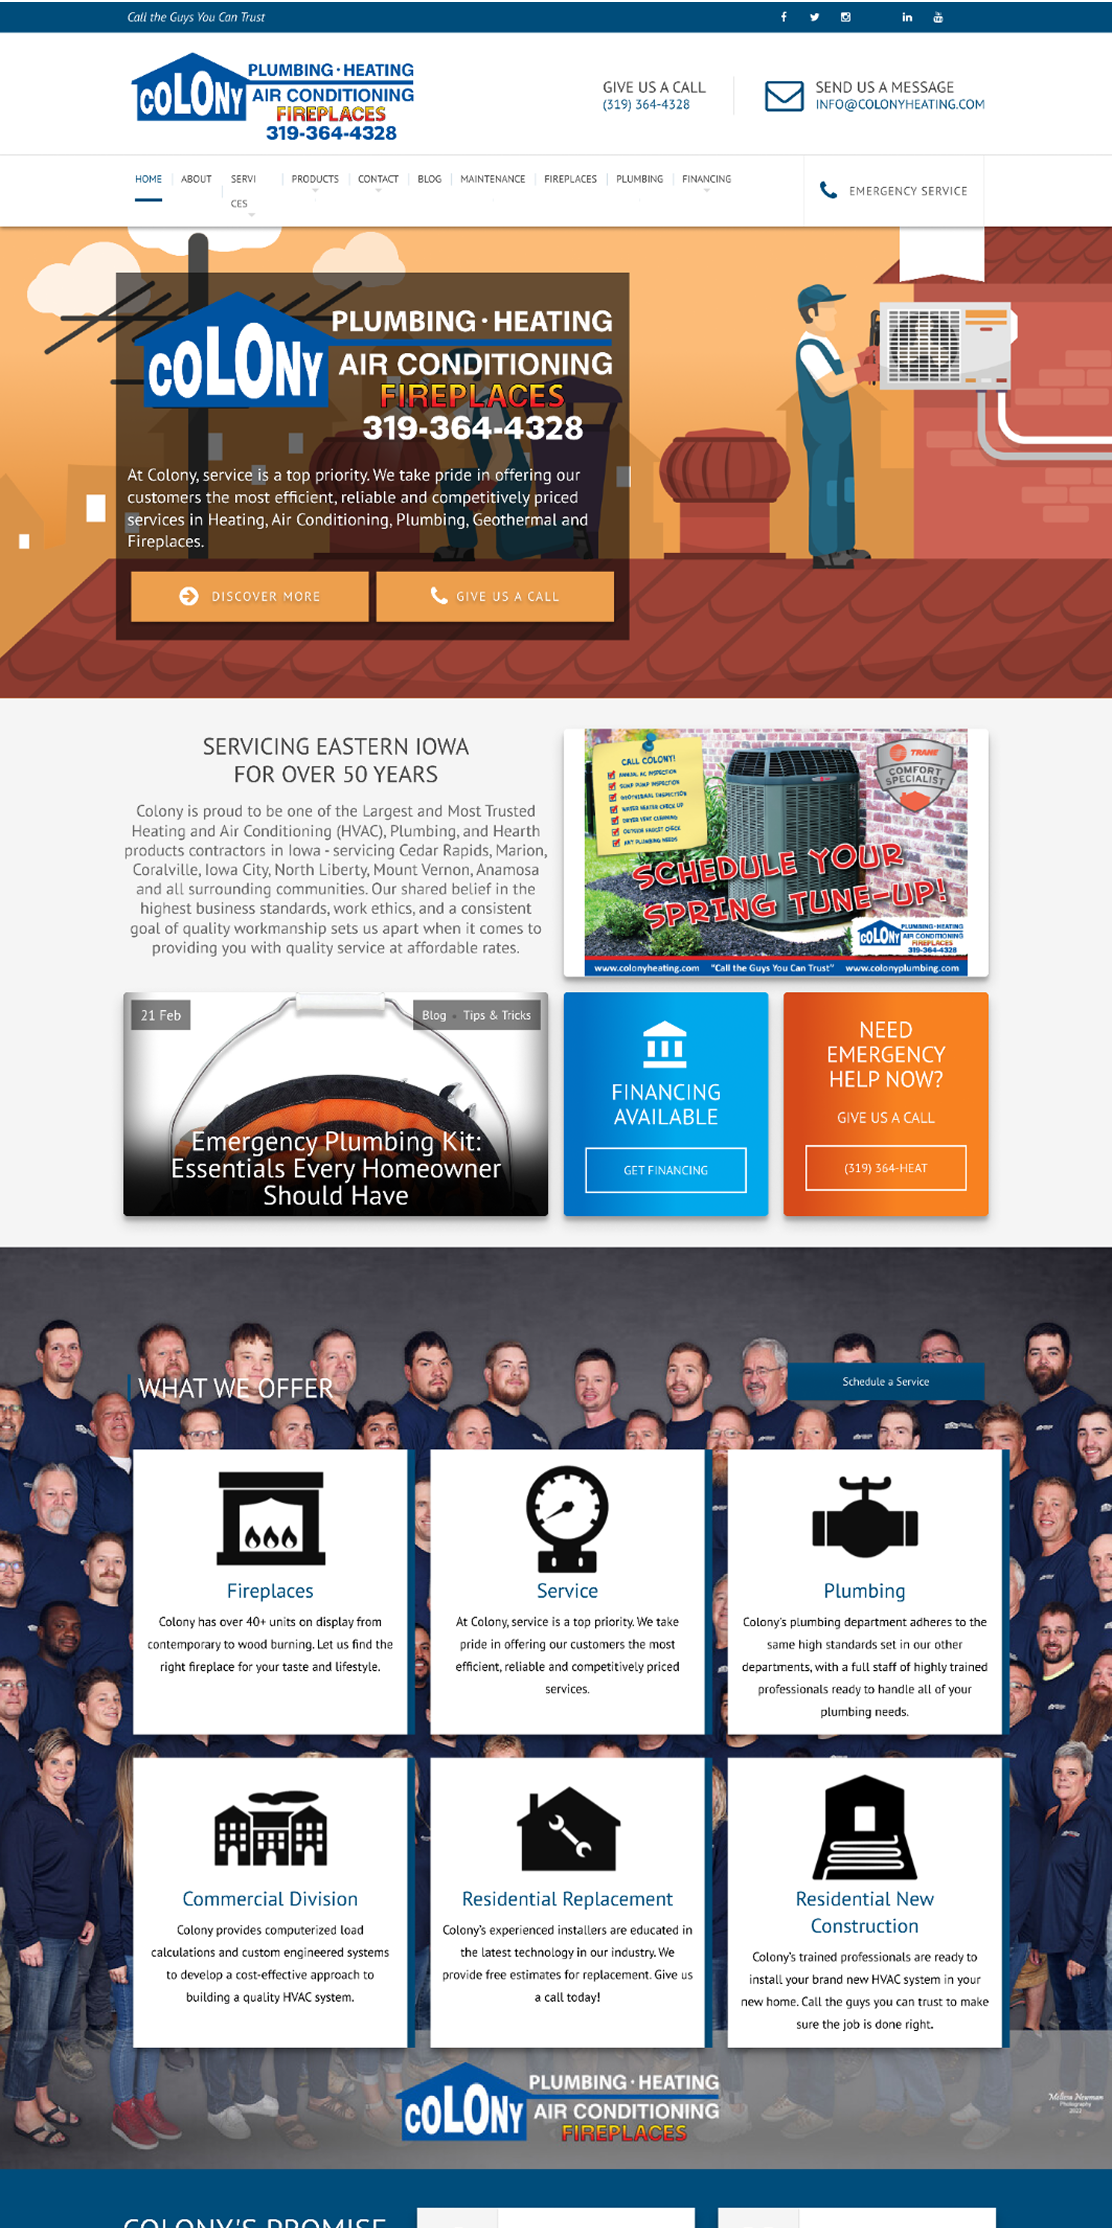 Call the Guys You Can Trust
COLONY
PLUMBING · HEATING
AIR CONDITIONING
FIREPLACES
319-364-4328
GIVE US A CALL
(319) 364-4328
SEND US A MESSAGE
INFO@COLONYHEATING.COM
HOME
ABOUT
SERVI
CES
PRODUCTS
CONTACT
BLOG
MAINTENANCE
FIREPLACES
PLUMBING
FINANCING
EMERGENCY SERVICE
COLONY
PLUMBING · HEATING
AIR CONDITIONING
FIREPLACES
319-364-4328
At Colony, service is a top priority. We take pride in offering our
customers the most efficient, reliable and competitively priced
services in Heating, Air Conditioning, Plumbing, Geothermal and
Fireplaces.
DISCOVER MORE
GIVE US A CALL
SERVICING EASTERN IOWA
FOR OVER 50 YEARS
Colony is proud to be one of the Largest and Most Trusted
Heating and Air Conditioning (HVAC), Plumbing, and Hearth
products contractors in Iowa - servicing Cedar Rapids, Marion,
Coralville, Iowa City, North Liberty, Mount Vernon, Anamosa
and all surrounding communities. Our shared belief in the
highest business standards, work ethics, and a consistent
goal of quality workmanship sets us apart when it comes to
providing you with quality service at affordable rates.
CALL COLONY!
ANNUAL AC INSPECTION
SUMP PUMP INSPECTION
GEOTHERMAL INSPECTION
WATER HEATER CHECK UP
DRYER VENT CLEANING
OUTSIDE FAUCET CHECK
ANY PLUMBING NEEDS
TRANE
COMFORT
SPECIALIST
SCHEDULE YOUR
SPRING TUNE-UP!
COLONY
PLUMBING · HEATING
AIR CONDITIONING
FIREPLACES
319-364-4328
www.colonyheating.com "Call the Guys You Can Trust" www.colonyplumbing.com
21 Feb
Blog • Tips & Tricks
Emergency Plumbing Kit:
Essentials Every Homeowner
Should Have
FINANCING
AVAILABLE
GET FINANCING
NEED
EMERGENCY
HELP NOW?
GIVE US A CALL
(319) 364-HEAT
WHAT WE OFFER
Schedule a Service
Fireplaces
Colony has over 40+ units on display from
contemporary to wood burning. Let us find the
right fireplace for your taste and lifestyle.
Service
At Colony, service is a top priority. We take
pride in offering our customers the most
efficient, reliable and competitively priced
services.
Plumbing
Colony's plumbing department adheres to the
same high standards set in our other
departments, with a full staff of highly trained
professionals ready to handle all of your
plumbing needs.
Commercial Division
Colony provides computerized load
calculations and custom engineered systems
to develop a cost-effective approach to
building a quality HVAC system.
Residential Replacement
Colony's experienced installers are educated in
the latest technology in our industry. We
provide free estimates for replacement. Give us
a call today!
Residential New
Construction
Colony's trained professionals are ready to
install your brand new HVAC system in your
new home. Call the guys you can trust to make
sure the job is done right.
COLONY
PLUMBING · HEATING
AIR CONDITIONING
FIREPLACES
Melissa Newman
Photography
2022
COLONY'S PROMISE